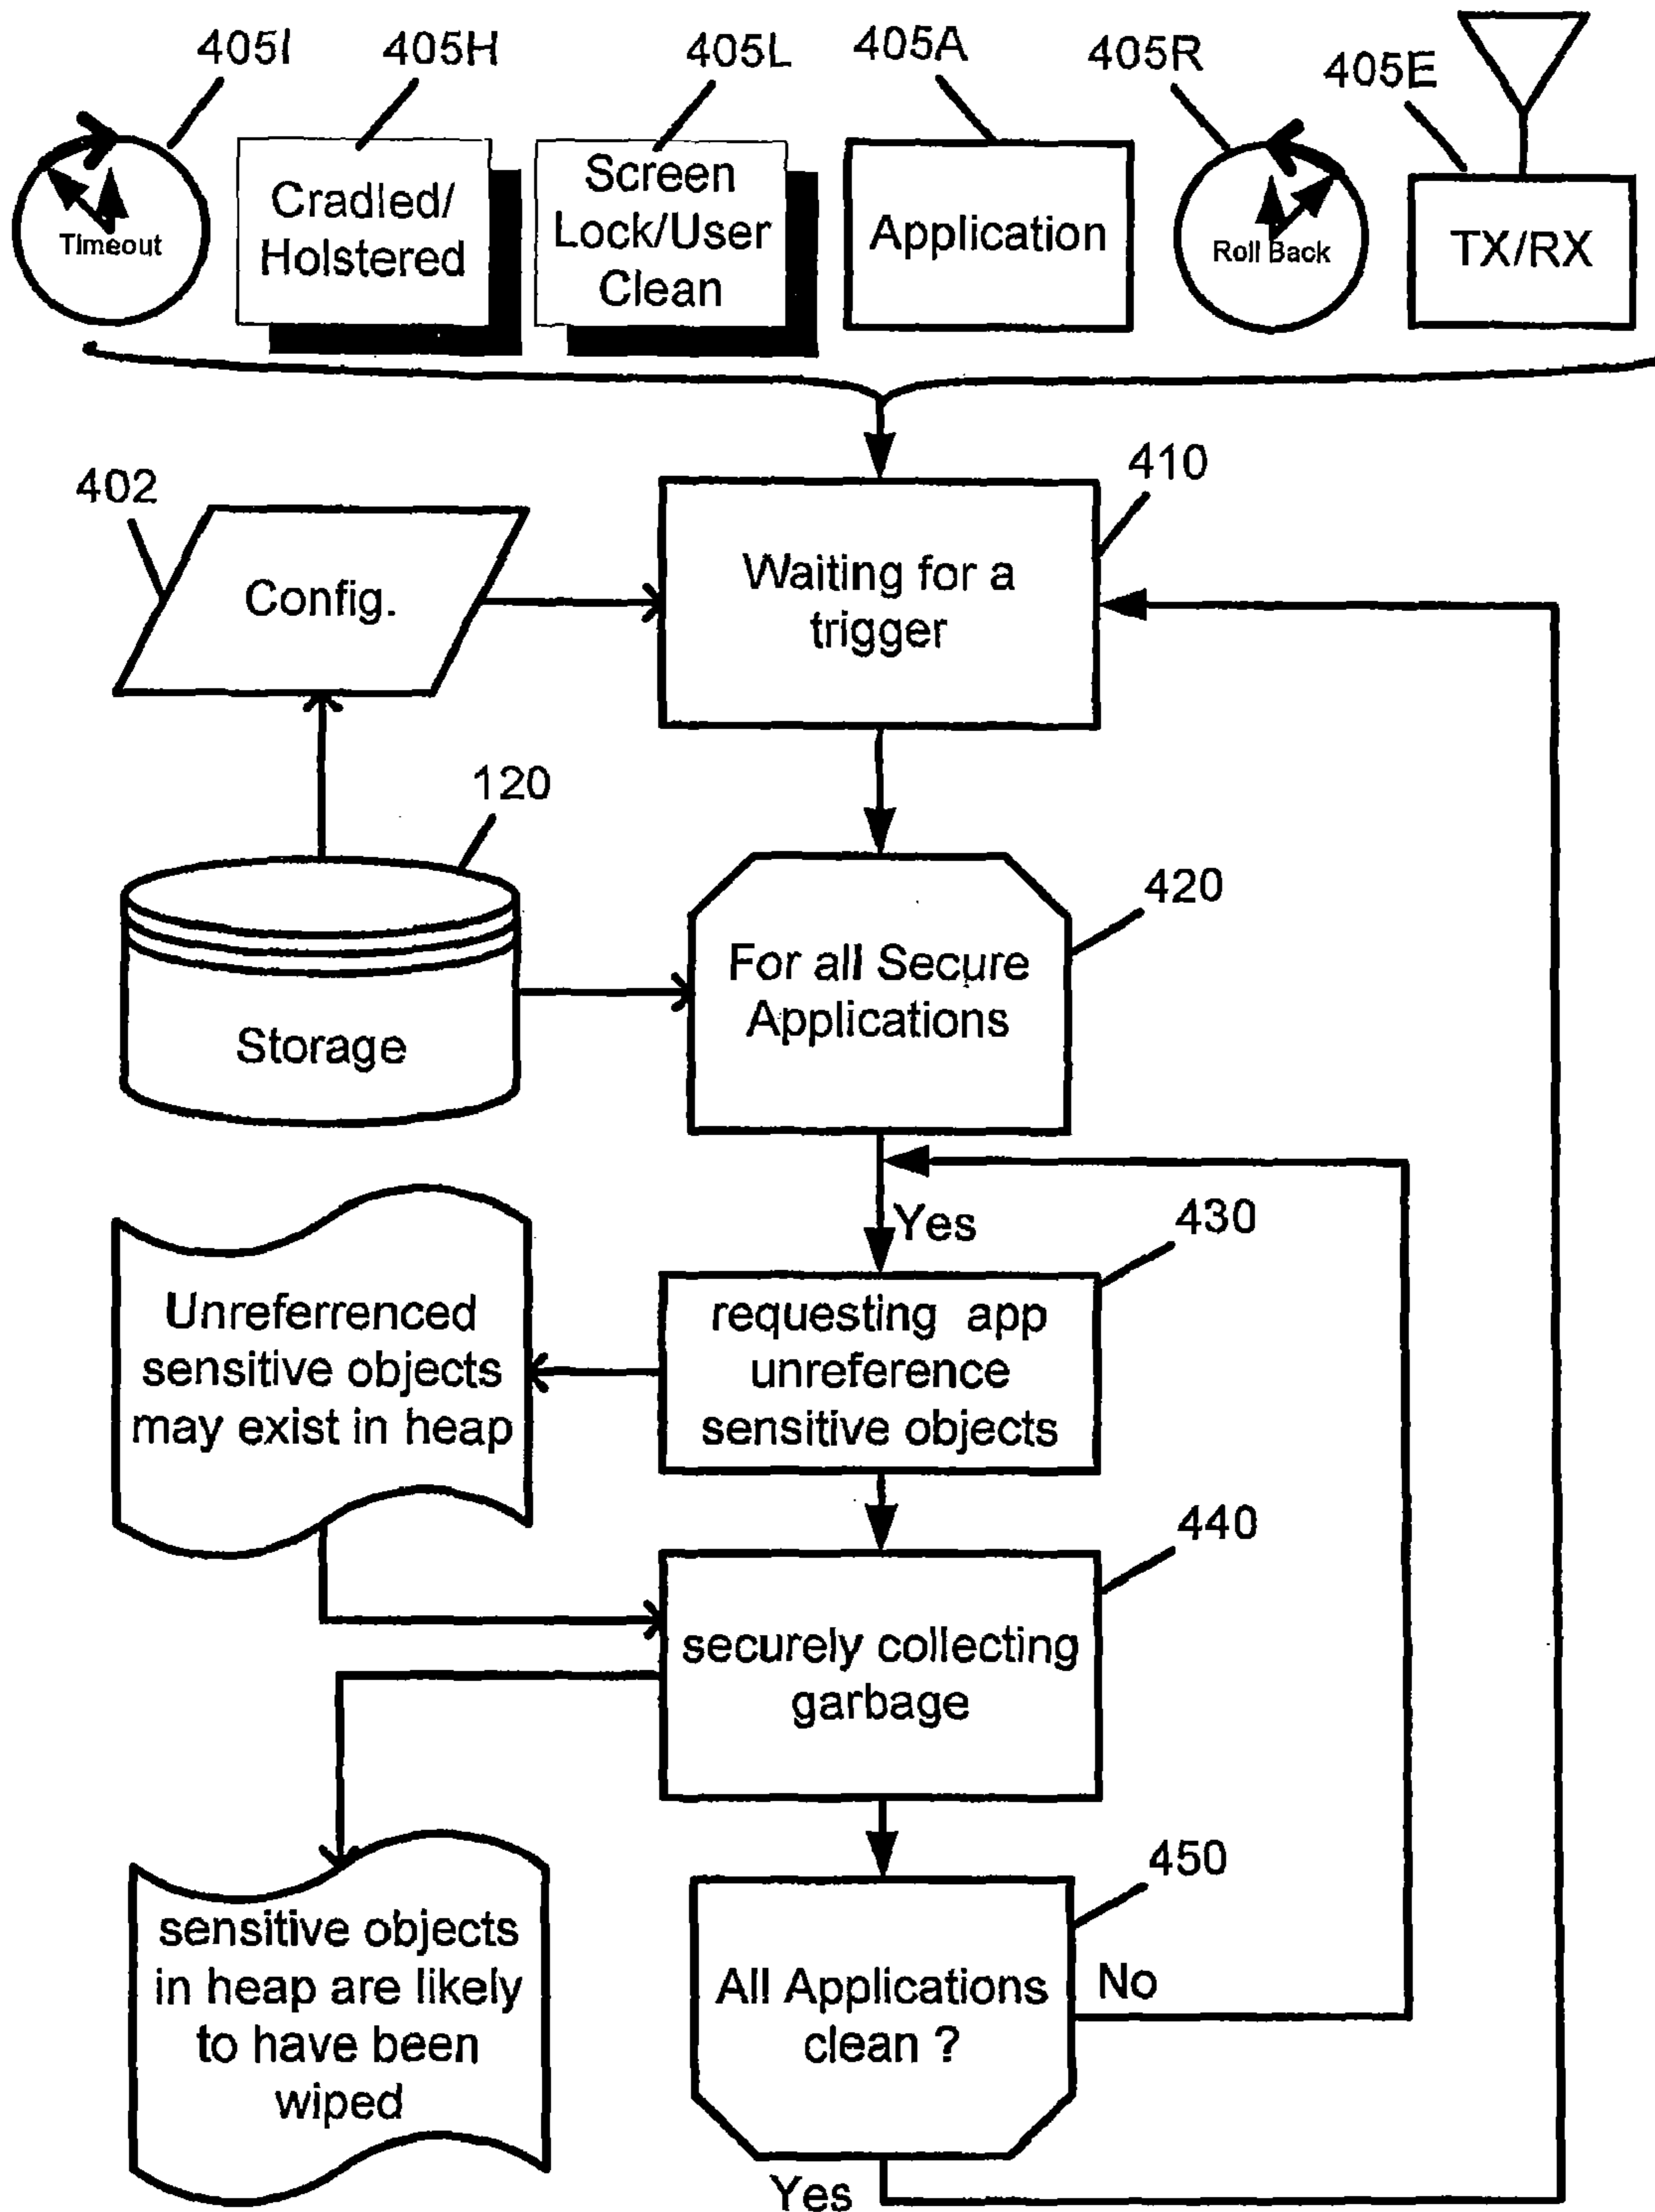 405I
405H
405L
405A
405R
405E
Timeout
Cradled/
Holstered
Screen
Lock/User
Clean
Application
Roll Back
TX/RX
402
410
Config.
Waiting for a
trigger
120
420
Storage
For all Secure
Applications
Yes
430
Unreferrenced
sensitive objects
may exist in heap
requesting app
unreference
sensitive objects
440
securely collecting
garbage
450
sensitive objects
in heap are likely
to have been
wiped
All Applications
clean ?
No
Yes